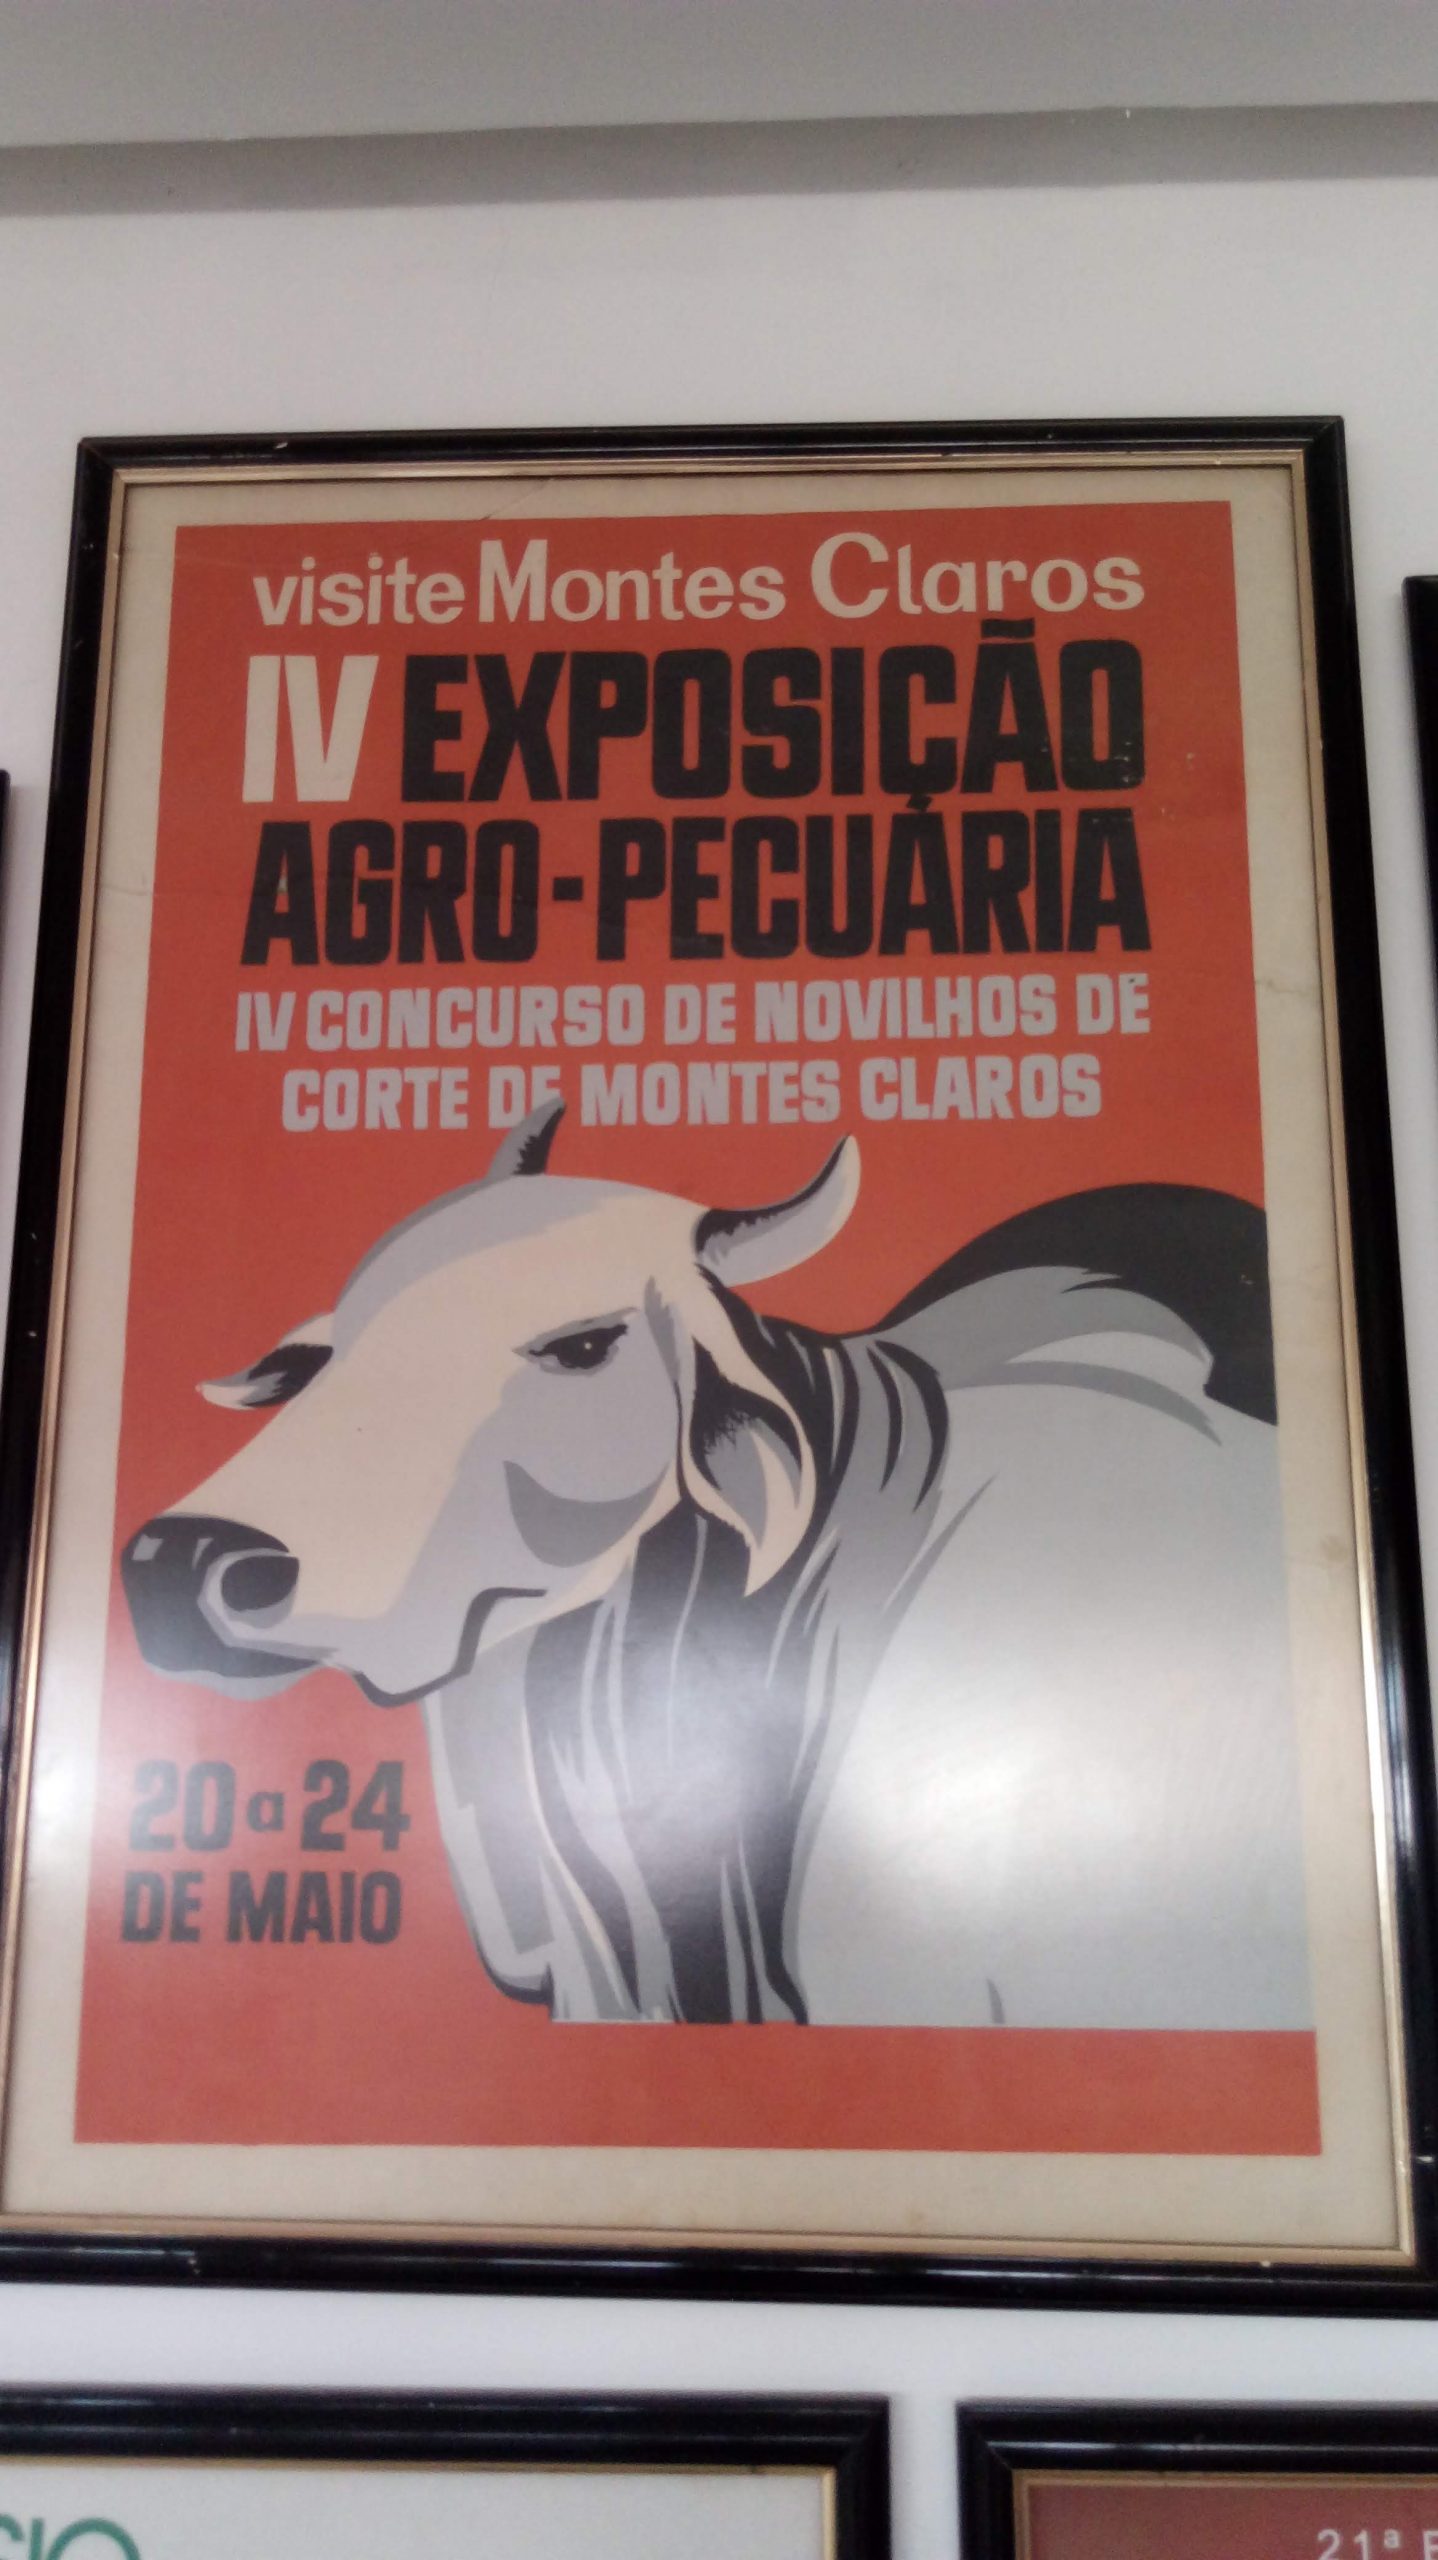 visite Montes Claros
IV EXPOSIÇÃO
AGRO-PECUÁRIA
IV CONCURSO DE NOVILHOS DE
CORTE DE MONTES CLAROS
20 a 24
DE MAIO
21ª